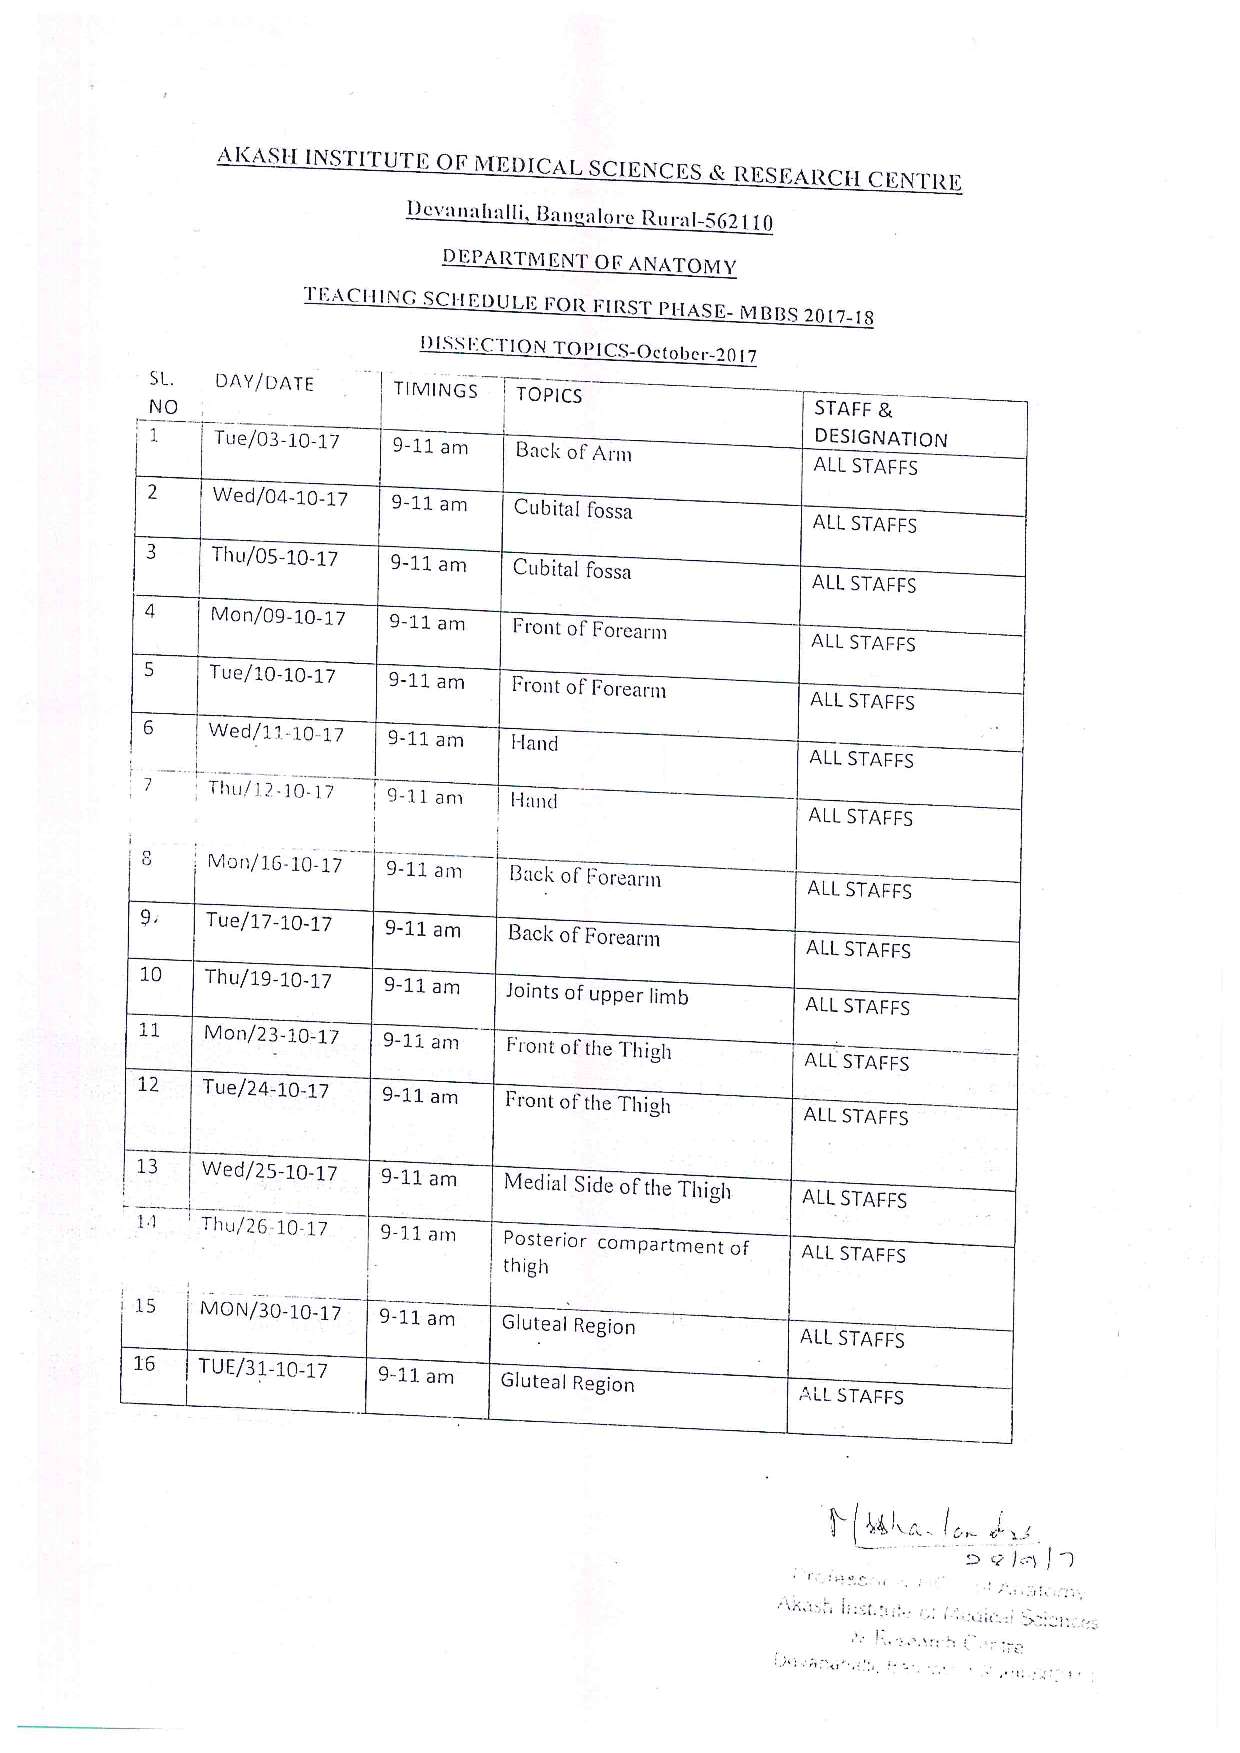 AKASH INSTITUTE OF MEDICAL SCIENCES & RESEARCH CENTRE
Devanahalli, Bangalore Rural-562110
DEPARTMENT OF ANATOMY
TEACHING SCHEDULE FOR FIRST PHASE- MBBS 2017-18
DISSECTION TOPICS-October-2017
SL. NO DAY/DATE TIMINGS TOPICS STAFF & DESIGNATION
1 Tue/03-10-17 9-11 am Back of Arm ALL STAFFS
2 Wed/04-10-17 9-11 am Cubital fossa ALL STAFFS
3 Thu/05-10-17 9-11 am Cubital fossa ALL STAFFS
4 Mon/09-10-17 9-11 am Front of Forearm ALL STAFFS
5 Tue/10-10-17 9-11 am Front of Forearm ALL STAFFS
6 Wed/11-10-17 9-11 am Hand ALL STAFFS
7 Thu/12-10-17 9-11 am Hand ALL STAFFS
8 Mon/16-10-17 9-11 am Back of Forearm ALL STAFFS
9 Tue/17-10-17 9-11 am Back of Forearm ALL STAFFS
10 Thu/19-10-17 9-11 am Joints of upper limb ALL STAFFS
11 Mon/23-10-17 9-11 am Front of the Thigh ALL STAFFS
12 Tue/24-10-17 9-11 am Front of the Thigh ALL STAFFS
13 Wed/25-10-17 9-11 am Medial Side of the Thigh ALL STAFFS
14 Thu/26-10-17 9-11 am Posterior compartment of thigh ALL STAFFS
15 MON/30-10-17 9-11 am Gluteal Region ALL STAFFS
16 TUE/31-10-17 9-11 am Gluteal Region ALL STAFFS
Anatomy
Akash Institute of Medical Sciences
& Research Centre